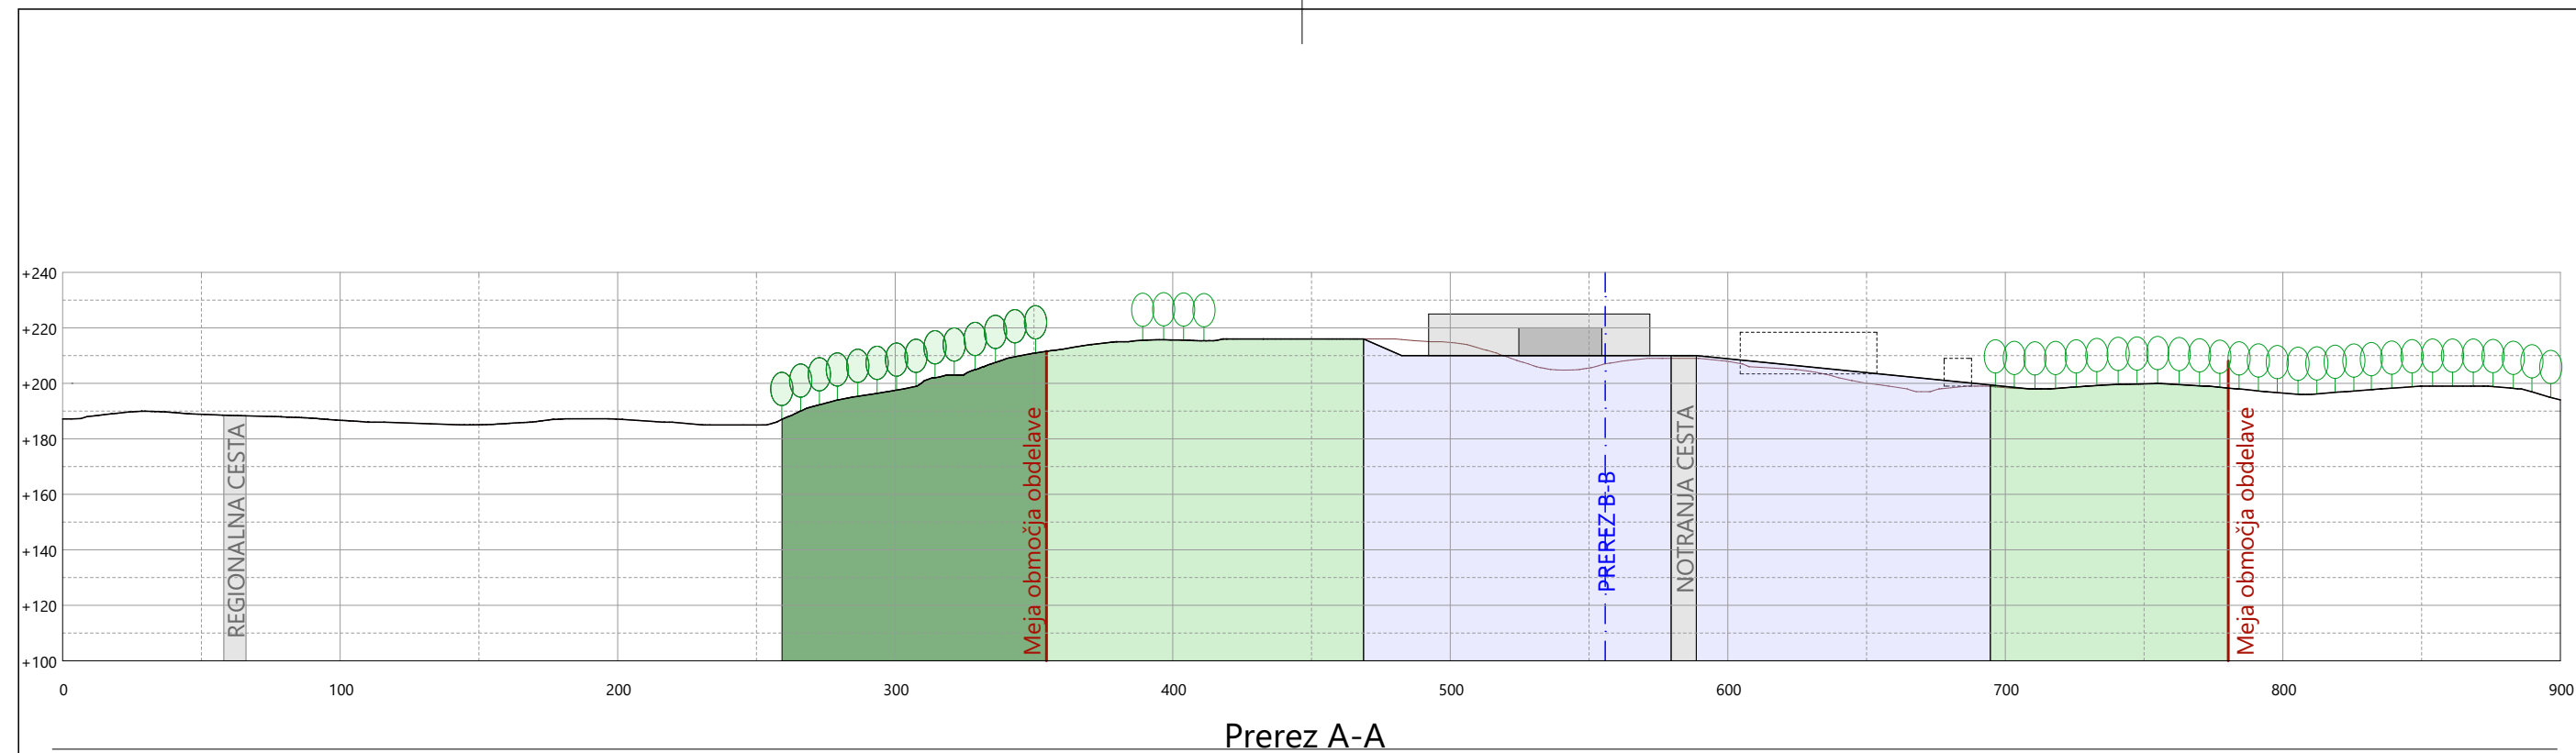 +240
+220
+200
+180
+160
+140
+120
+100
REGIONALNA CESTA
Meja območja obdelave
PREREZ B-B
NOTRANJA CESTA
Meja območja obdelave
0 100 200 300 400 500 600 700 800 900
Prerez A-A